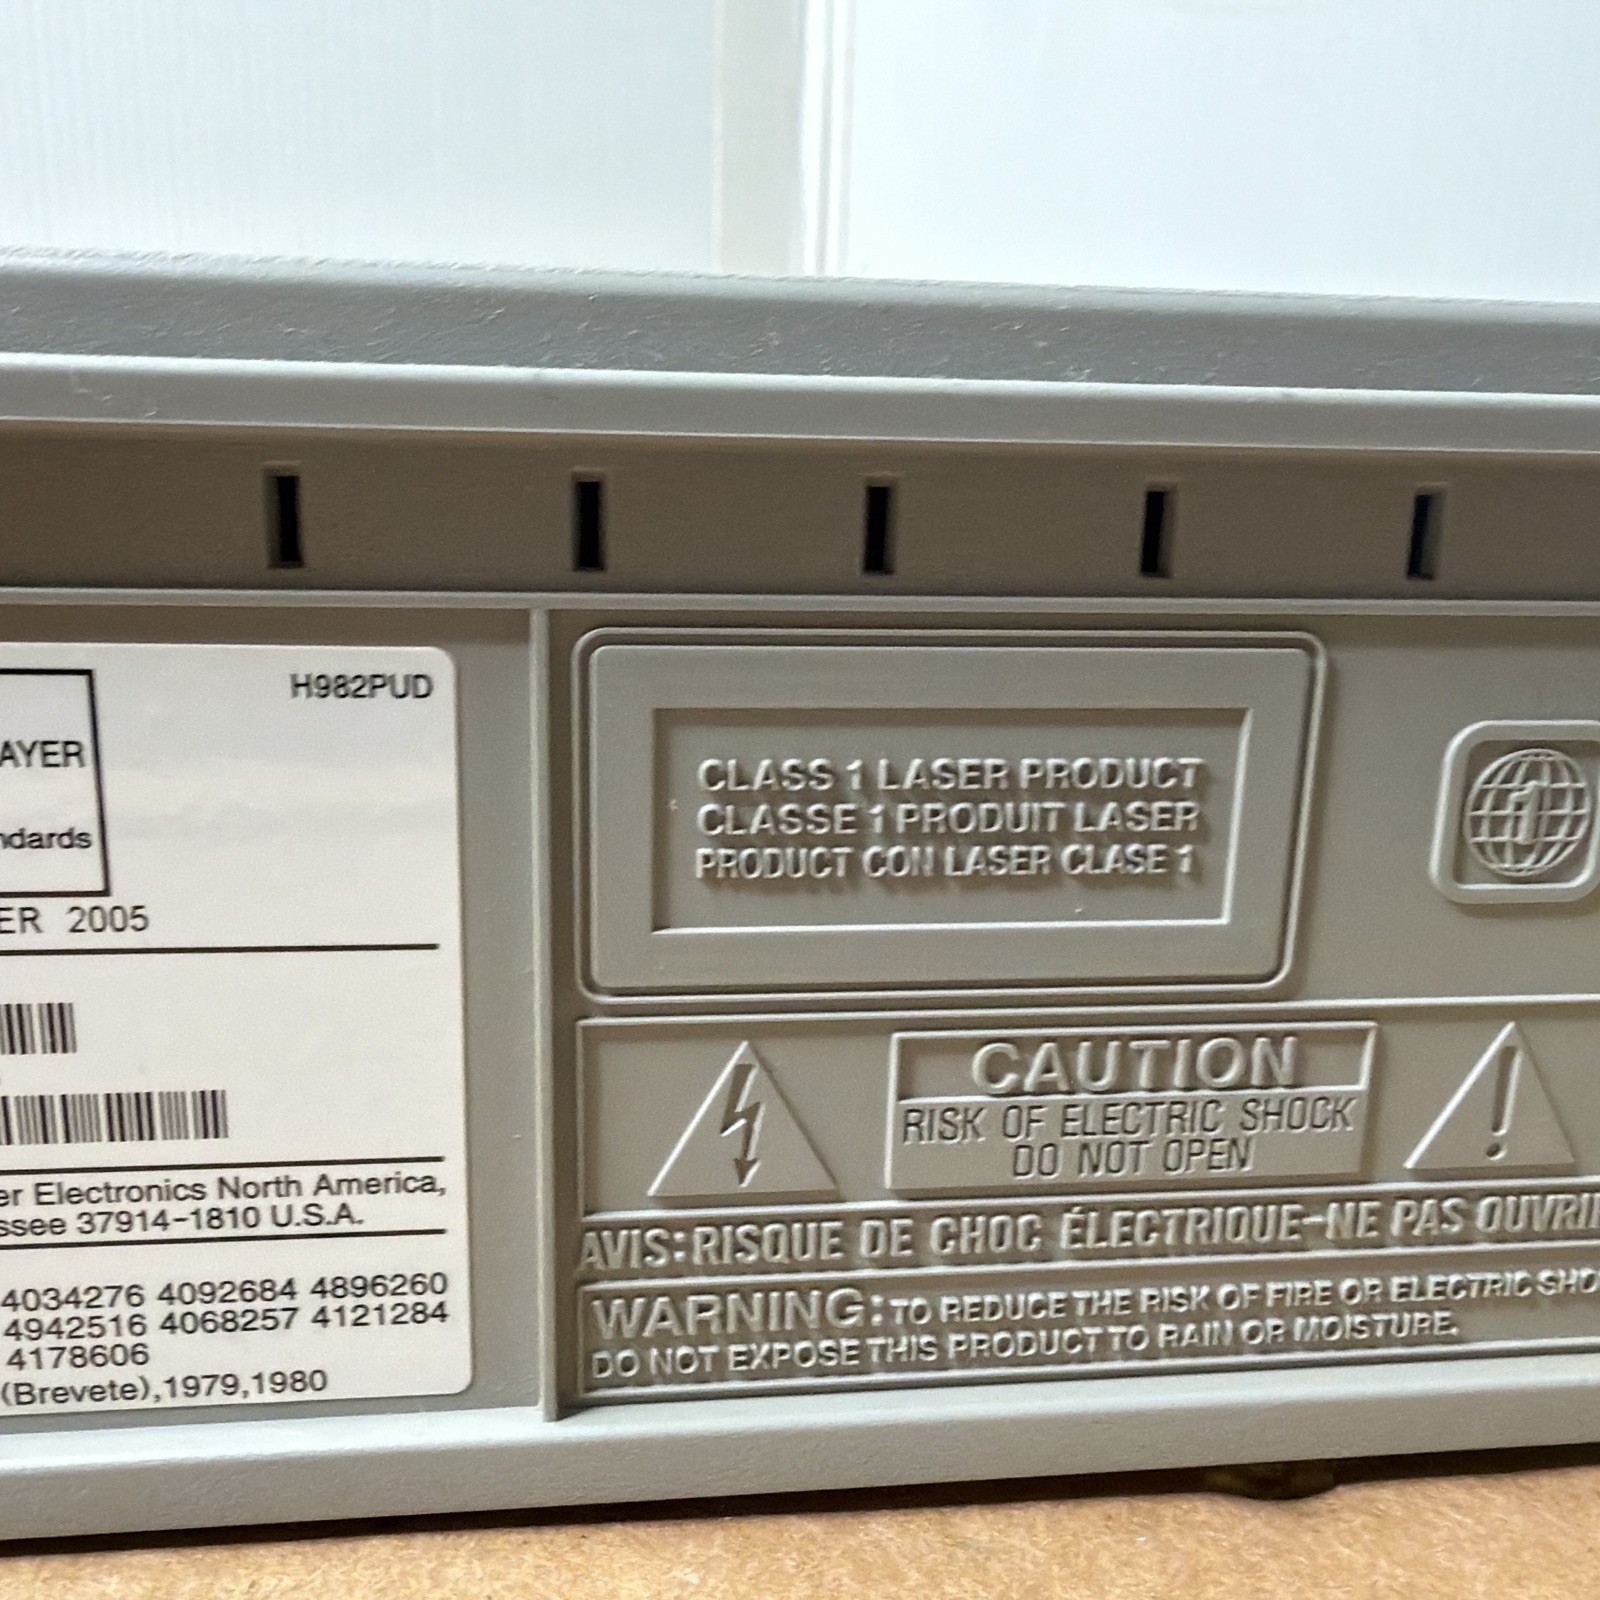 H982PUD
AYER
ndards
ER 2005
er Electronics North America,
ssee 37914-1810 U.S.A.
4034276 4092684 4896260
4942516 4068257 4121284
4178606
(Brevete),1979,1980
CLASS 1 LASER PRODUCT
CLASSE 1 PRODUIT LASER
PRODUCT CON LASER CLASE 1
1
CAUTION
RISK OF ELECTRIC SHOCK
DO NOT OPEN
AVIS: RISQUE DE CHOC ÉLECTRIQUE-NE PAS OUVRI
WARNING: TO REDUCE THE RISK OF FIRE OR ELECTRIC SHO
DO NOT EXPOSE THIS PRODUCT TO RAIN OR MOISTURE.